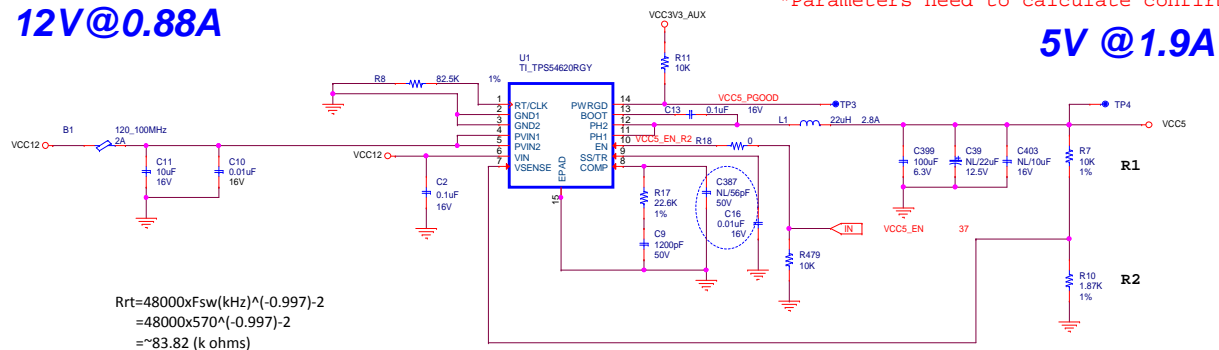 12V@0.88A
"Parameters need to calculate confir
5V @1.9A
VCC3V3_AUX
R11
10K
U1
TI_TPS54620RGY
R8 82.5K 1%
1 RT/CLK
2 GND1
3 GND2
4 PVIN1
5 PVIN2
6 VIN
7 VSENSE
EPAD
15
PWRGD 14
BOOT 13
PH2 12
PH1 11
EN 10
SS/TR 9
COMP 8
VCC5_PGOOD
TP3
C13 0.1uF
16V
L1 22uH 2.8A
TP4
VCC5
VCC5_EN_R2
R18 0
B1
120_100MHz
2A
VCC12
C11
10uF
16V
C10
0.01uF
16V
VCC12
C2
0.1uF
16V
R17
22.6K
1%
C9
1200pF
50V
C387
NL/56pF
50V
C16
0.01uF
16V
C399
100uF
6.3V
C39
NL/22uF
12.5V
C403
NL/10uF
16V
R7
10K
1%
R1
IN VCC5_EN 37
R479
10K
R10
1.87K
1%
R2
Rrt=48000xFsw(kHz)^(-0.997)-2
=48000x570^(-0.997)-2
=~83.82 (k ohms)